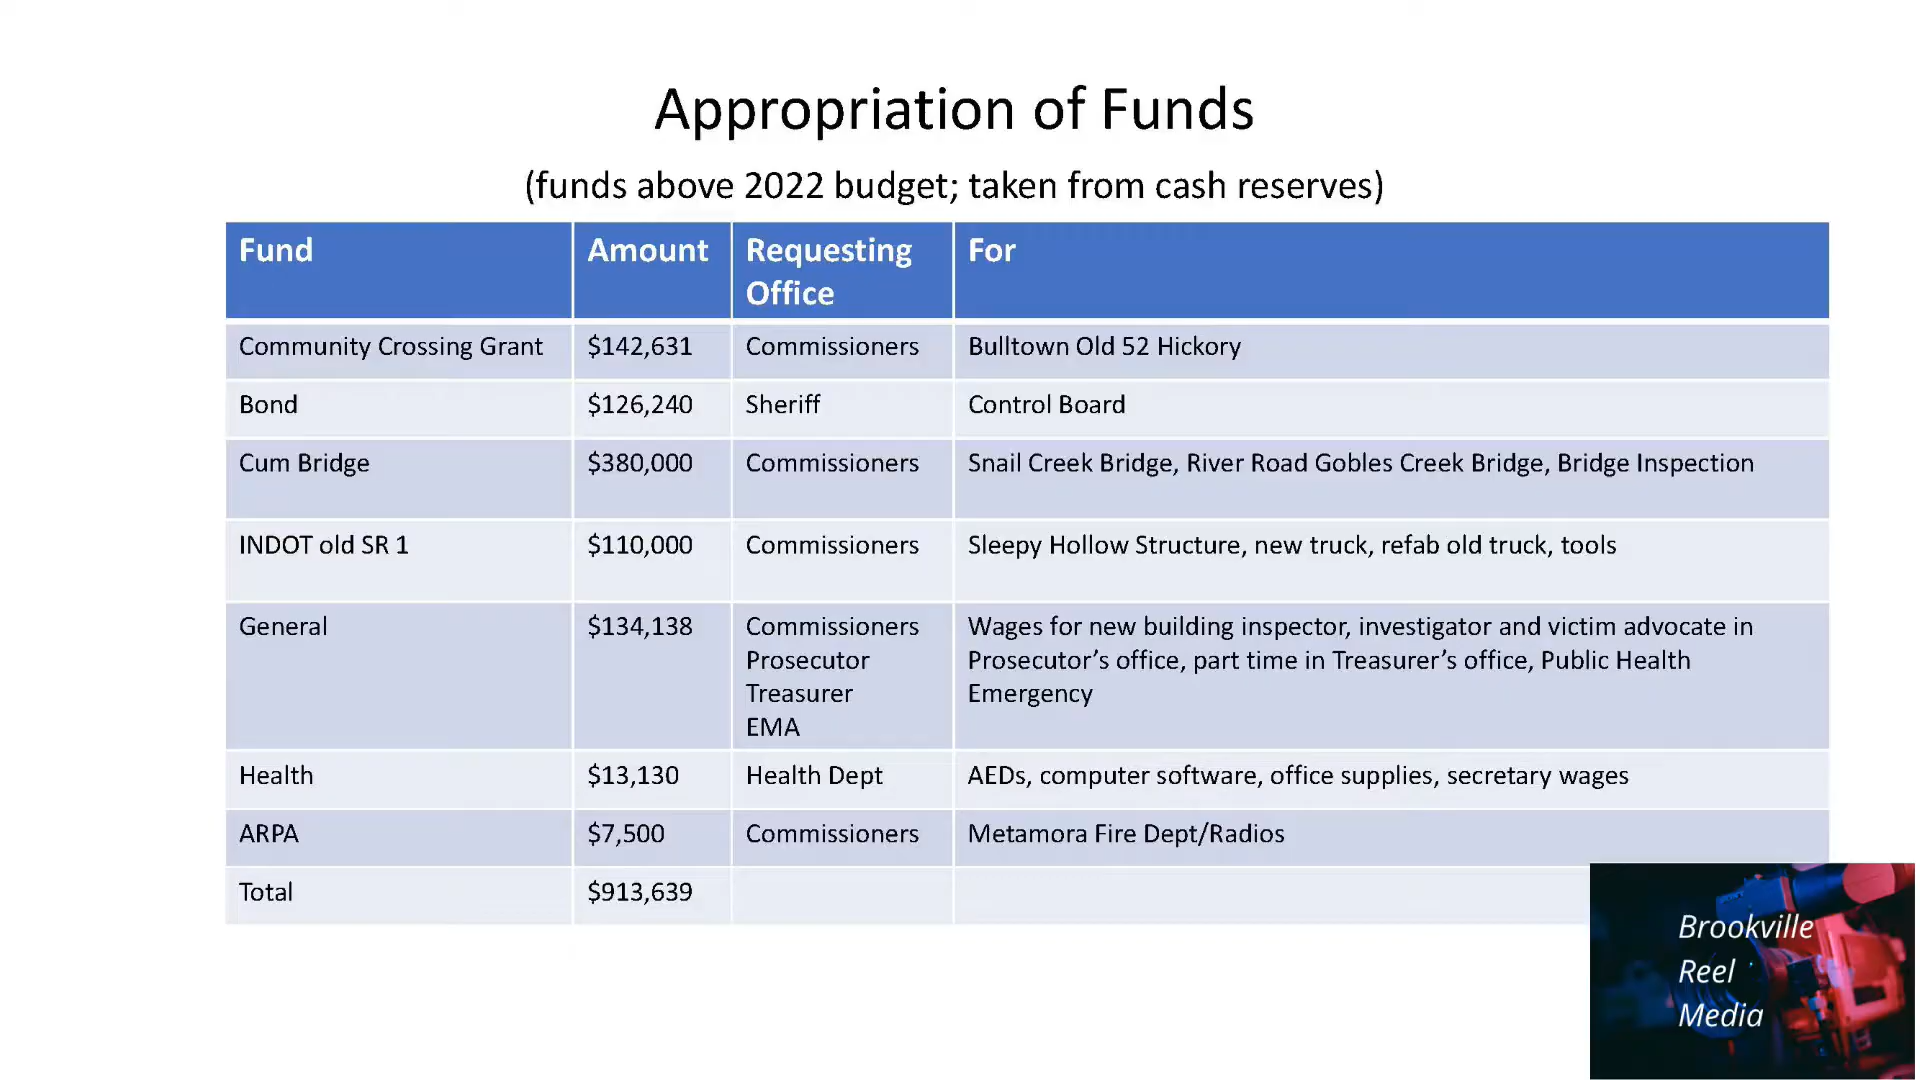 Appropriation of Funds
(funds above 2022 budget; taken from cash reserves)
Fund Amount Requesting Office For
Community Crossing Grant $142,631 Commissioners Bulltown Old 52 Hickory
Bond $126,240 Sheriff Control Board
Cum Bridge $380,000 Commissioners Snail Creek Bridge, River Road Gobles Creek Bridge, Bridge Inspection
INDOT old SR 1 $110,000 Commissioners Sleepy Hollow Structure, new truck, refab old truck, tools
General $134,138 Commissioners Wages for new building inspector, investigator and victim advocate in
Prosecutor Prosecutor’s office, part time in Treasurer’s office, Public Health
Treasurer Emergency
EMA
Health $13,130 Health Dept AEDs, computer software, office supplies, secretary wages
ARPA $7,500 Commissioners Metamora Fire Dept/Radios
Total $913,639
Brookville
Reel
Media